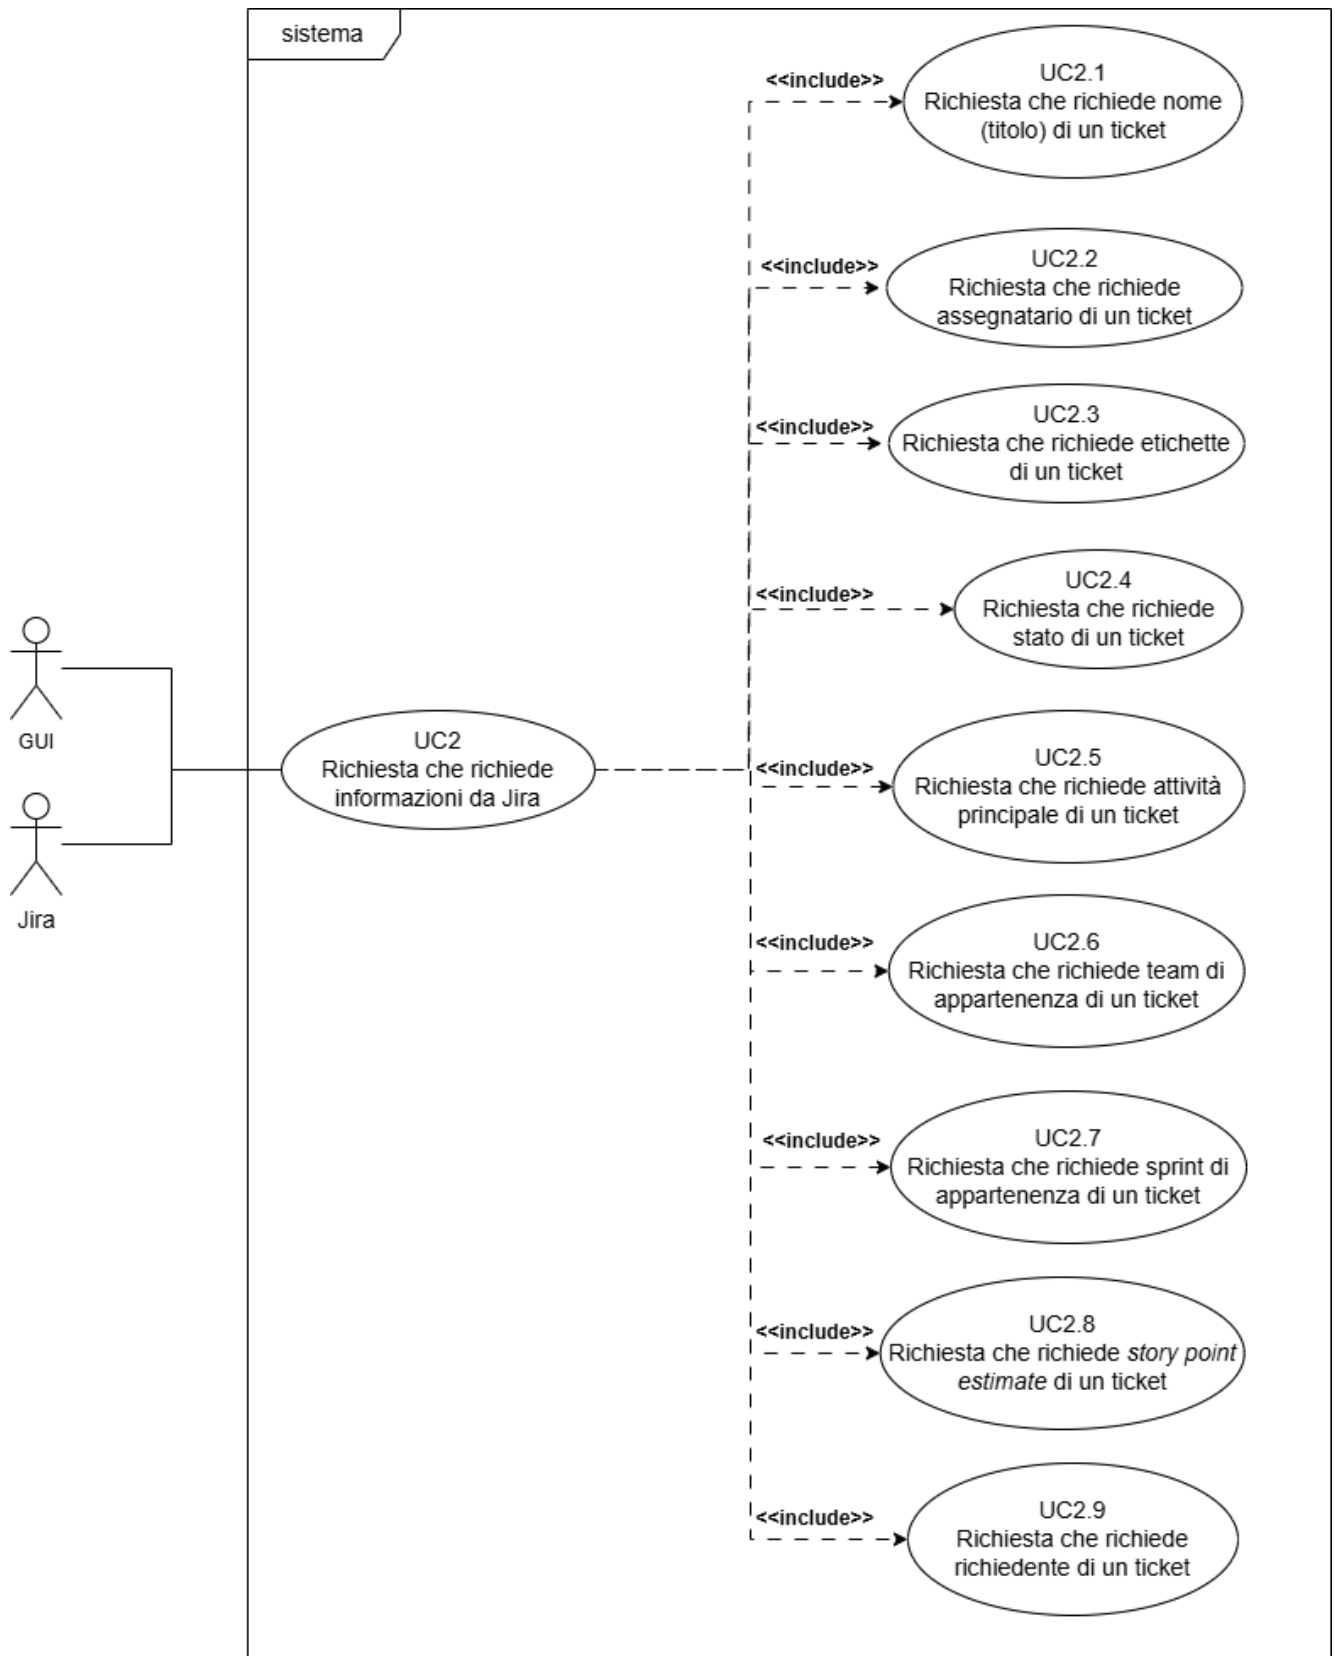 sistema
<<include>>
UC2.1
Richiesta che richiede nome
(titolo) di un ticket
<<include>>
UC2.2
Richiesta che richiede
assegnatario di un ticket
<<include>>
UC2.3
Richiesta che richiede etichette
di un ticket
<<include>>
UC2.4
Richiesta che richiede
stato di un ticket
GUI
Jira
UC2
Richiesta che richiede
informazioni da Jira
<<include>>
UC2.5
Richiesta che richiede attività
principale di un ticket
<<include>>
UC2.6
Richiesta che richiede team di
appartenenza di un ticket
<<include>>
UC2.7
Richiesta che richiede sprint di
appartenenza di un ticket
<<include>>
UC2.8
Richiesta che richiede story point
estimate di un ticket
<<include>>
UC2.9
Richiesta che richiede
richiedente di un ticket